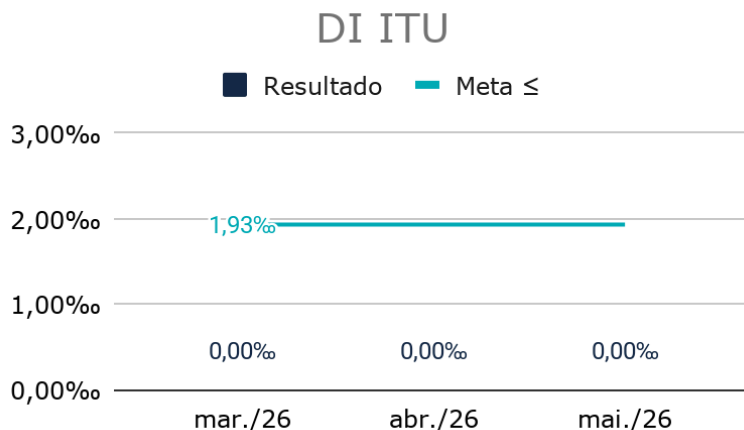 DI ITU
Resultado Meta ≤
3,00‰
2,00‰
1,93‰
1,00‰
0,00‰ 0,00‰ 0,00‰
0,00‰
mar./26 abr./26 mai./26